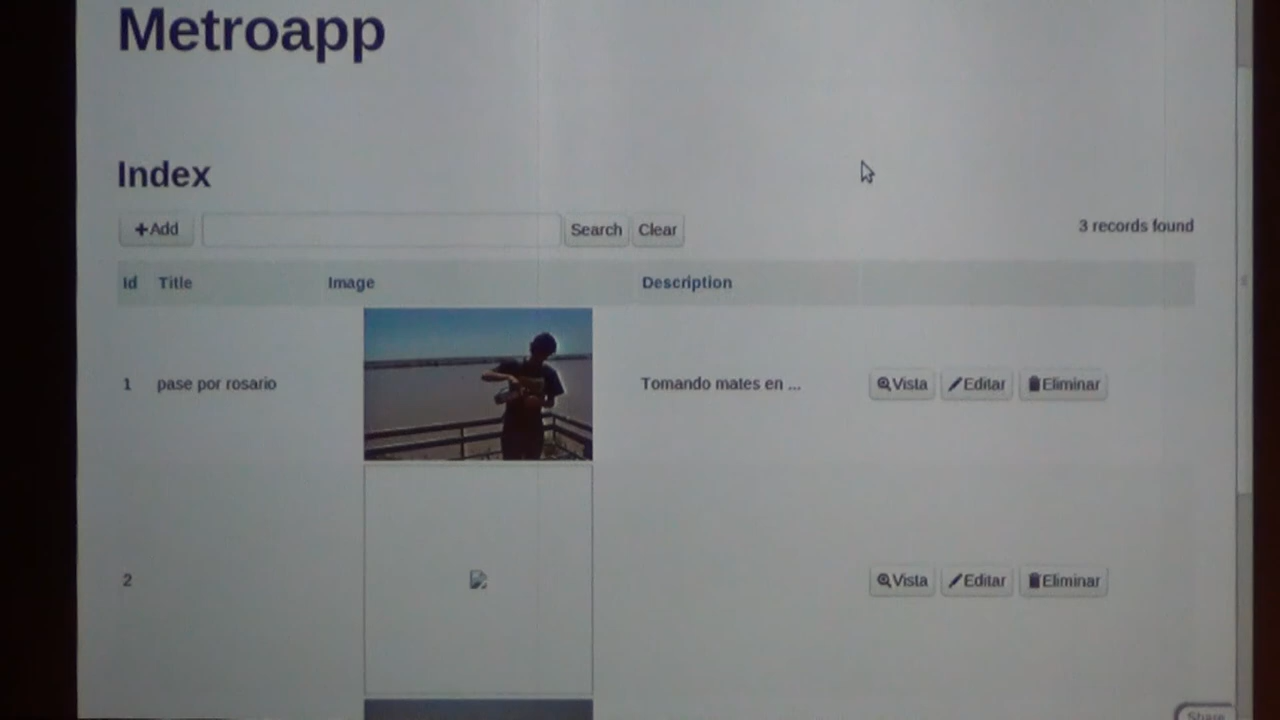 Metroapp
Index
Add Search Clear 3 records found
Id Title Image Description
1 pase por rosario Tomando mates en ... Vista Editar Eliminar
2 Vista Editar Eliminar
Share